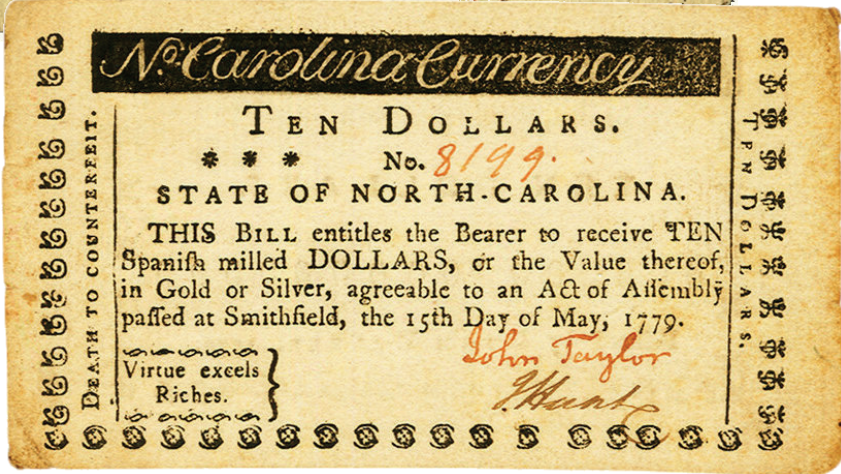 No. Carolina Currency
TEN DOLLARS.
* * * No. 8199.
STATE OF NORTH-CAROLINA.
THIS BILL entitles the Bearer to receive TEN
Spaniſh milled DOLLARS, or the Value thereof,
in Gold or Silver, agreeable to an Act of Aſſembly
paſſed at Smithfield, the 15th Day of May, 1779.
John Taylor
J. Hunt
Virtue excels
Riches.
DEATH TO COUNTERFEIT.
TEN DOLLARS.